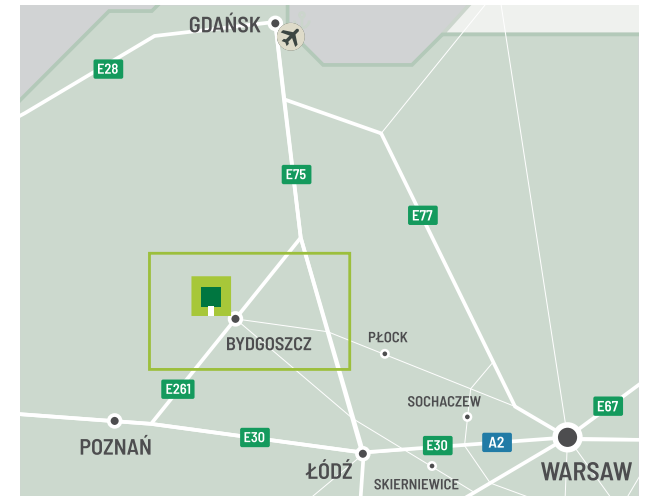 GDAŃSK
E28
E75
E77
BYDGOSZCZ
PŁOCK
E261
SOCHACZEW
E67
POZNAŃ
E30
E30
A2
ŁÓDŹ
SKIERNIEWICE
WARSAW